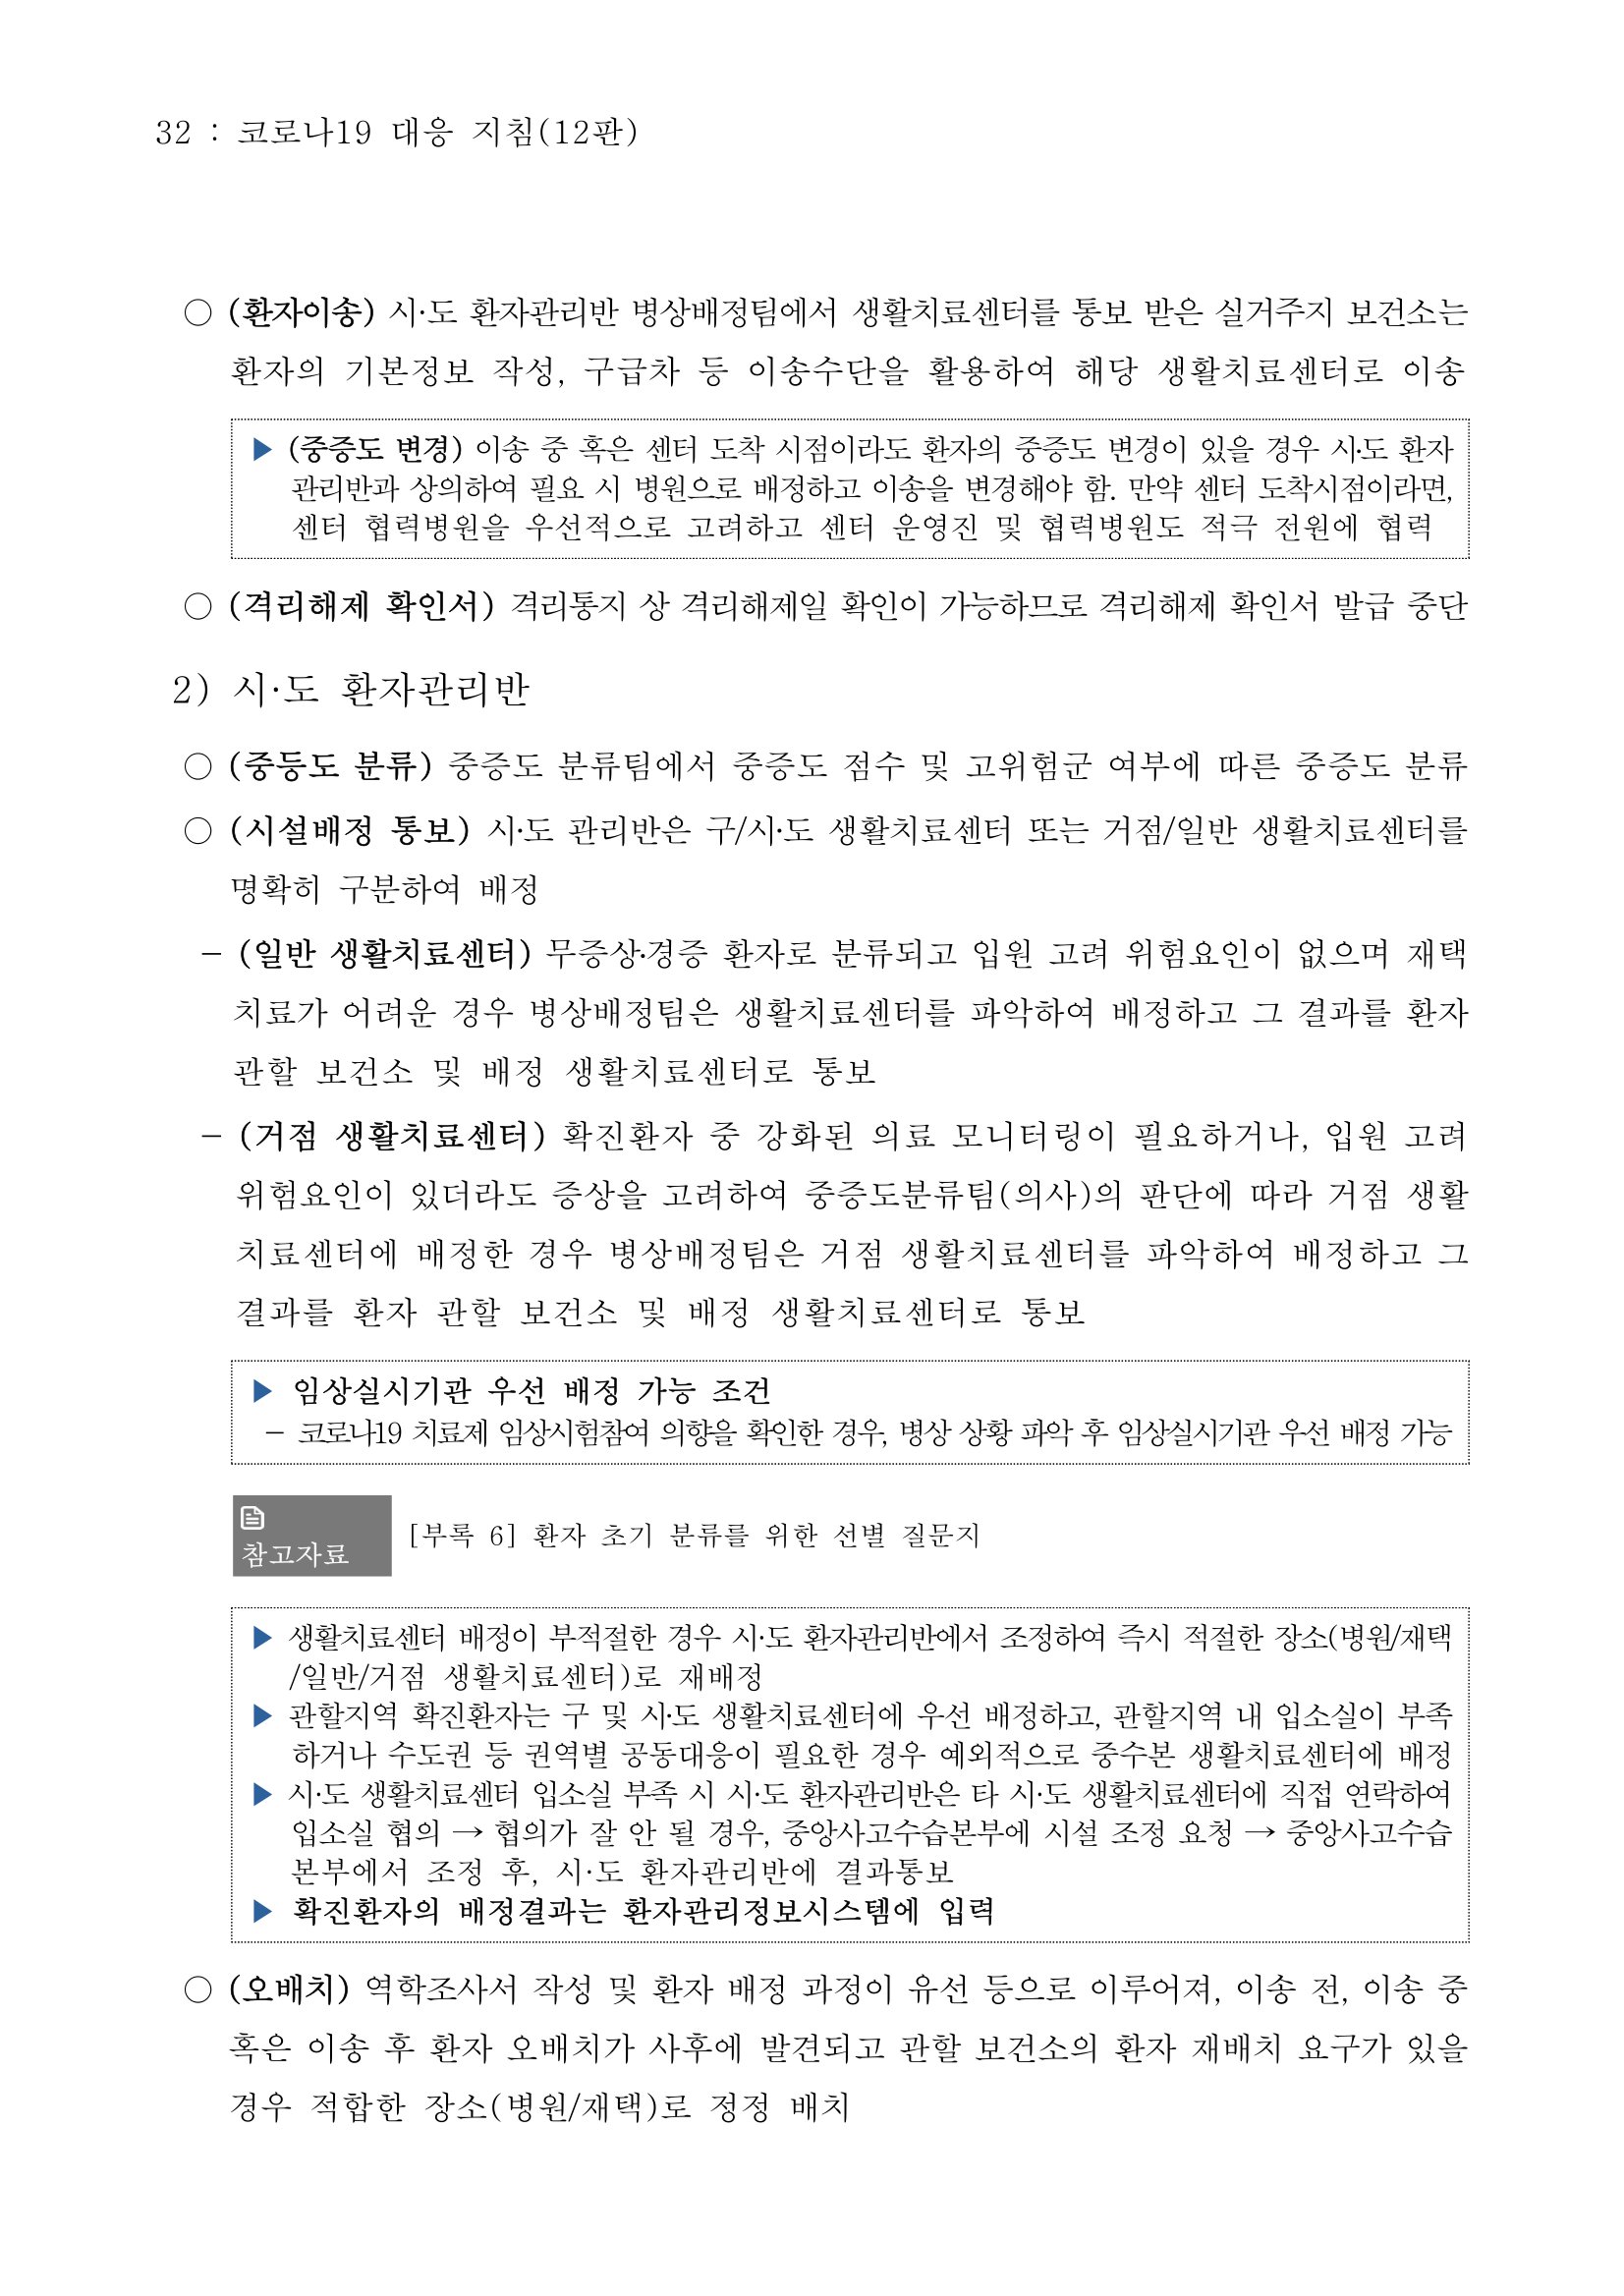 32 : 코로나19 대응 지침(12판)
○ (환자이송) 시·도 환자관리반 병상배정팀에서 생활치료센터를 통보 받은 실거주지 보건소는
환자의 기본정보 작성, 구급차 등 이송수단을 활용하여 해당 생활치료센터로 이송
▶ (중증도 변경) 이송 중 혹은 센터 도착 시점이라도 환자의 중증도 변경이 있을 경우 시·도 환자
관리반과 상의하여 필요 시 병원으로 배정하고 이송을 변경해야 함. 만약 센터 도착시점이라면,
센터 협력병원을 우선적으로 고려하고 센터 운영진 및 협력병원도 적극 전원에 협력
○ (격리해제 확인서) 격리통지 상 격리해제일 확인이 가능하므로 격리해제 확인서 발급 중단
2) 시·도 환자관리반
○ (중등도 분류) 중증도 분류팀에서 중증도 점수 및 고위험군 여부에 따른 중증도 분류
○ (시설배정 통보) 시·도 관리반은 구/시·도 생활치료센터 또는 거점/일반 생활치료센터를
명확히 구분하여 배정
– (일반 생활치료센터) 무증상·경증 환자로 분류되고 입원 고려 위험요인이 없으며 재택
치료가 어려운 경우 병상배정팀은 생활치료센터를 파악하여 배정하고 그 결과를 환자
관할 보건소 및 배정 생활치료센터로 통보
– (거점 생활치료센터) 확진환자 중 강화된 의료 모니터링이 필요하거나, 입원 고려
위험요인이 있더라도 증상을 고려하여 중증도분류팀(의사)의 판단에 따라 거점 생활
치료센터에 배정한 경우 병상배정팀은 거점 생활치료센터를 파악하여 배정하고 그
결과를 환자 관할 보건소 및 배정 생활치료센터로 통보
▶ 임상실시기관 우선 배정 가능 조건
– 코로나19 치료제 임상시험참여 의향을 확인한 경우, 병상 상황 파악 후 임상실시기관 우선 배정 가능
참고자료
[부록 6] 환자 초기 분류를 위한 선별 질문지
▶ 생활치료센터 배정이 부적절한 경우 시·도 환자관리반에서 조정하여 즉시 적절한 장소(병원/재택
/일반/거점 생활치료센터)로 재배정
▶ 관할지역 확진환자는 구 및 시·도 생활치료센터에 우선 배정하고, 관할지역 내 입소실이 부족
하거나 수도권 등 권역별 공동대응이 필요한 경우 예외적으로 중수본 생활치료센터에 배정
▶ 시·도 생활치료센터 입소실 부족 시 시·도 환자관리반은 타 시·도 생활치료센터에 직접 연락하여
입소실 협의 → 협의가 잘 안 될 경우, 중앙사고수습본부에 시설 조정 요청 → 중앙사고수습
본부에서 조정 후, 시·도 환자관리반에 결과통보
▶ 확진환자의 배정결과는 환자관리정보시스템에 입력
○ (오배치) 역학조사서 작성 및 환자 배정 과정이 유선 등으로 이루어져, 이송 전, 이송 중
혹은 이송 후 환자 오배치가 사후에 발견되고 관할 보건소의 환자 재배치 요구가 있을
경우 적합한 장소(병원/재택)로 정정 배치